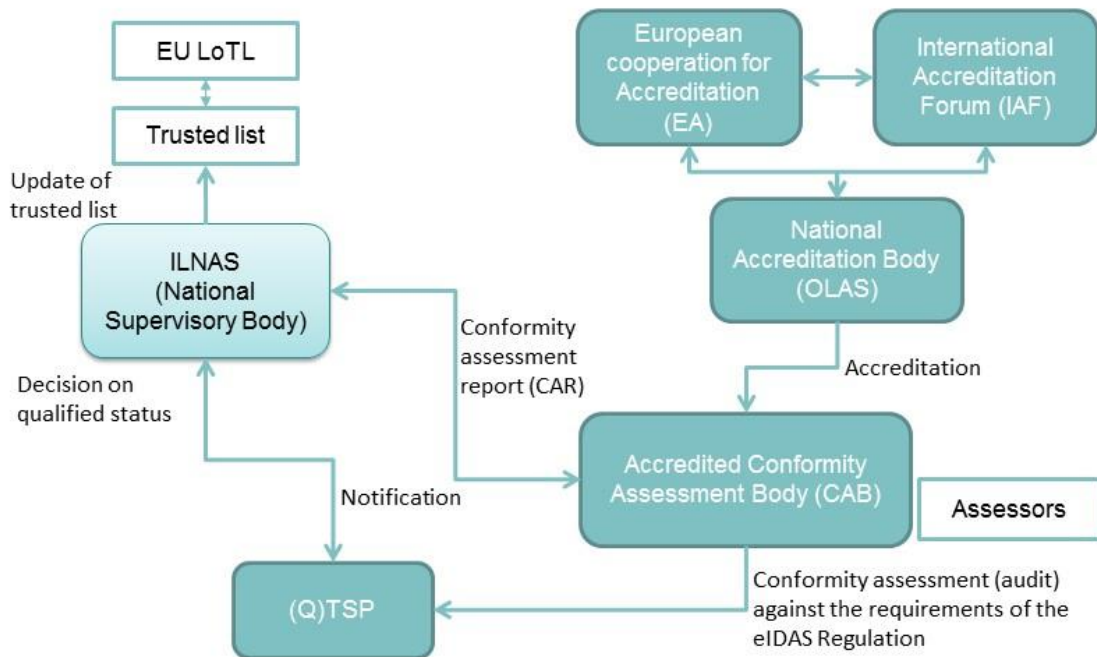 EU LoTL
Trusted list
Update of
trusted list
ILNAS
(National
Supervisory Body)
Decision on
qualified status
Notification
(Q)TSP
Conformity
assessment
report (CAR)
European
cooperation for
Accreditation
(EA)
International
Accreditation
Forum (IAF)
National
Accreditation Body
(OLAS)
Accreditation
Accredited Conformity
Assessment Body (CAB)
Assessors
Conformity assessment (audit)
against the requirements of the
eIDAS Regulation